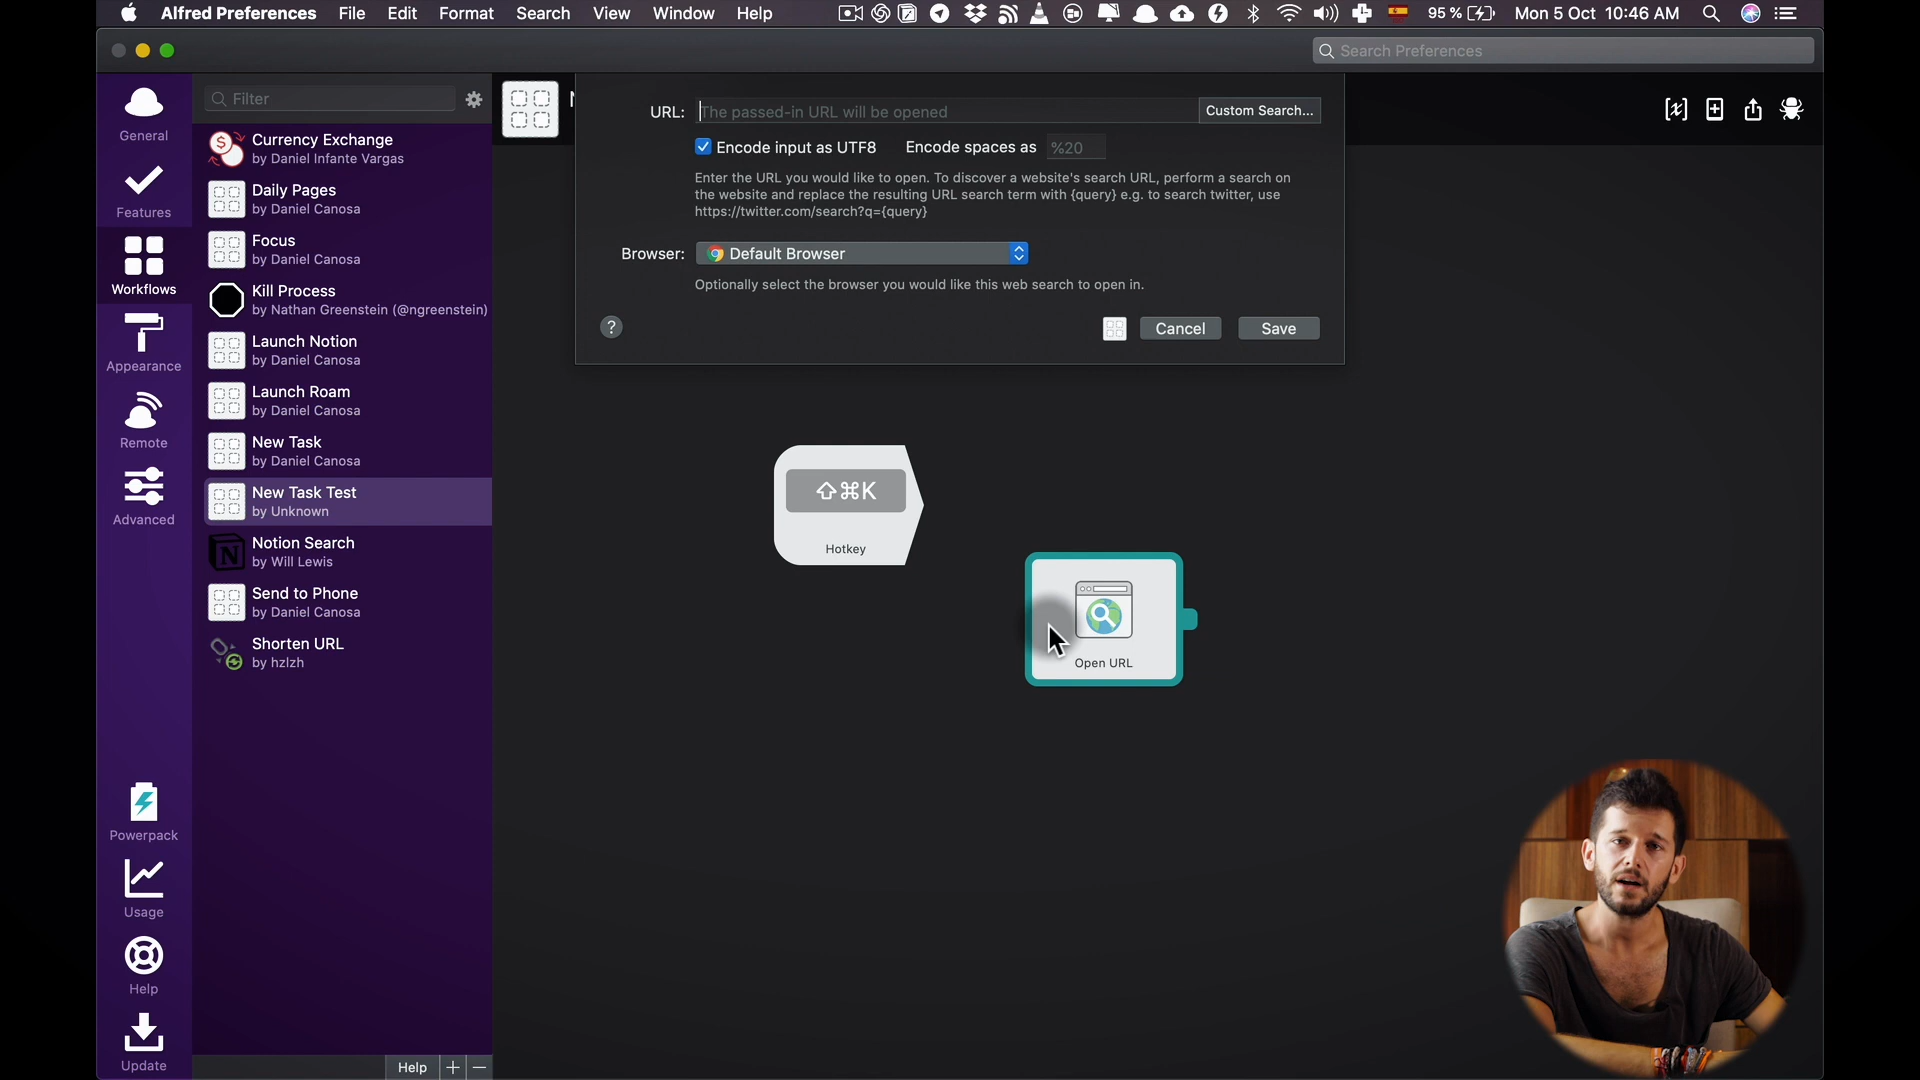 Alfred Preferences File Edit Format Search View Window Help 95 % Mon 5 Oct 10:46 AM
Search Preferences
General
Features
Workflows
Appearance
Remote
Advanced
Powerpack
Usage
Help
Update
Filter
Currency Exchange
by Daniel Infante Vargas
Daily Pages
by Daniel Canosa
Focus
by Daniel Canosa
Kill Process
by Nathan Greenstein (@ngreenstein)
Launch Notion
by Daniel Canosa
Launch Roam
by Daniel Canosa
New Task
by Daniel Canosa
New Task Test
by Unknown
Notion Search
by Will Lewis
Send to Phone
by Daniel Canosa
Shorten URL
by hzlzh
Help + −
URL: The passed-in URL will be opened Custom Search...
Encode input as UTF8 Encode spaces as %20
Enter the URL you would like to open. To discover a website's search URL, perform a search on
the website and replace the resulting URL search term with {query} e.g. to search twitter, use
https://twitter.com/search?q={query}
Browser: Default Browser
Optionally select the browser you would like this web search to open in.
? Cancel Save
⇧⌘K
Hotkey
Open URL